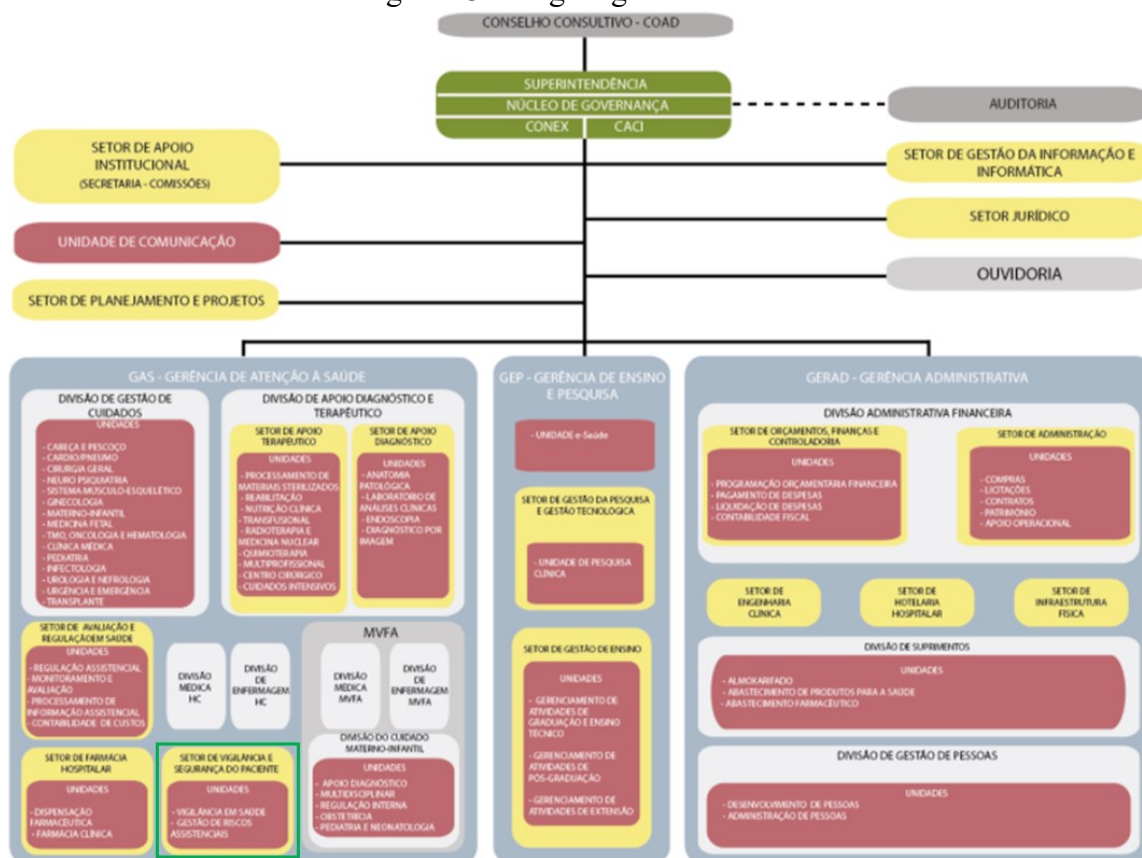 CONSELHO CONSULTIVO - COAD
SUPERINTENDÊNCIA
NÚCLEO DE GOVERNANÇA
CONEX CACI
AUDITORIA
SETOR DE APOIO
INSTITUCIONAL
(SECRETARIA - COMISSÕES)
SETOR DE GESTÃO DA INFORMAÇÃO E
INFORMÁTICA
UNIDADE DE COMUNICAÇÃO
SETOR JURÍDICO
SETOR DE PLANEJAMENTO E PROJETOS
OUVIDORIA
GAS - GERÊNCIA DE ATENÇÃO À SAÚDE
DIVISÃO DE GESTÃO DE
CUIDADOS
UNIDADES
- CABEÇA E PESCOÇO
- CARDIO/PNEUMO
- CIRURGIA GERAL
- NEURO PSIQUIATRIA
- SISTEMA MÚSCULO-ESQUELÉTICO
- GINECOLOGIA
- MATERNO-INFANTIL
- MEDICINA FETAL
- TMO, ONCOLOGIA E HEMATOLOGIA
- CLÍNICA MÉDICA
- PEDIATRIA
- INFECTOLOGIA
- UROLOGIA E NEFROLOGIA
- URGÊNCIA E EMERGÊNCIA
- TRANSPLANTE
DIVISÃO DE APOIO DIAGNÓSTICO E
TERAPÊUTICO
SETOR DE APOIO
TERAPÊUTICO
UNIDADES
- PROCESSAMENTO DE
MATERIAIS STERILIZADOS
- REABILITAÇÃO
- NUTRIÇÃO CLÍNICA
- TRANSFUSIONAL
- RADIOTERAPIA E
MEDICINA NUCLEAR
- QUIMIOTERAPIA
- MULTIPROFISSIONAL
- CENTRO CIRÚRGICO
- CUIDADOS INTENSIVOS
SETOR DE APOIO
DIAGNÓSTICO
UNIDADES
- ANATOMIA
PATOLÓGICA
- LABORATÓRIO DE
ANÁLISES CLÍNICAS
- ENDOSCOPIA
- DIAGNÓSTICO POR
IMAGEM
SETOR DE AVALIAÇÃO E
REGULAÇÃOEM SAÚDE
UNIDADES
- REGULAÇÃO ASSISTENCIAL
- MONITORAMENTO E
AVALIAÇÃO
- PROCESSAMENTO DE
INFORMAÇÃO ASSISTENCIAL
- CONTABILIDADE DE CUSTOS
DIVISÃO
MÉDICA
HC
DIVISÃO
DE
ENFERMAGEM
HC
MVFA
DIVISÃO
MÉDICA
MVFA
DIVISÃO
DE
ENFERMAGEM
MVFA
DIVISÃO DO CUIDADO
MATERNO-INFANTIL
UNIDADES
- APOIO DIAGNÓSTICO
- MULTIDISCIPLINAR
- REGULAÇÃO INTERNA
- OBSTETRÍCIA
- PEDIATRIA E NEONATOLOGIA
SETOR DE FARMÁCIA
HOSPITALAR
UNIDADES
- DISPENSAÇÃO
FARMACÊUTICA
- FARMÁCIA CLÍNICA
SETOR DE VIGILÂNCIA E
SEGURANÇA DO PACIENTE
UNIDADES
- VIGILÂNCIA EM SAÚDE
- GESTÃO DE RISCOS
ASSISTENCIAIS
GEP - GERÊNCIA DE ENSINO
E PESQUISA
- UNIDADE e-Saúde
SETOR DE GESTÃO DA PESQUISA
E GESTÃO TECNOLÓGICA
- UNIDADE DE PESQUISA
CLÍNICA
SETOR DE GESTÃO DE ENSINO
UNIDADES
- GERENCIAMENTO DE
ATIVIDADES DE
GRADUAÇÃO E ENSINO
TÉCNICO
- GERENCIAMENTO DE
ATIVIDADES DE
PÓS-GRADUAÇÃO
- GERENCIAMENTO DE
ATIVIDADES DE EXTENSÃO
GERAD - GERÊNCIA ADMINISTRATIVA
DIVISÃO ADMINISTRATIVA FINANCEIRA
SETOR DE ORÇAMENTOS, FINANÇAS E
CONTROLADORIA
UNIDADES
- PROGRAMAÇÃO ORÇAMENTÁRIA FINANCEIRA
- PAGAMENTO DE DESPESAS
- LIQUIDAÇÃO DE DESPESAS
- CONTABILIDADE FISCAL
SETOR DE ADMINISTRAÇÃO
UNIDADES
- COMPRAS
- LICITAÇÕES
- CONTRATOS
- PATRIMÔNIO
- APOIO OPERACIONAL
SETOR DE
ENGENHARIA
CLÍNICA
SETOR DE
HOTELARIA
HOSPITALAR
SETOR DE
INFRAESTRUTURA
FÍSICA
DIVISÃO DE SUPRIMENTOS
UNIDADES
- ALMOXARIFADO
- ABASTECIMENTO DE PRODUTOS PARA A SAÚDE
- ABASTECIMENTO FARMACÊUTICO
DIVISÃO DE GESTÃO DE PESSOAS
UNIDADES
- DESENVOLVIMENTO DE PESSOAS
- ADMINISTRAÇÃO DE PESSOAS